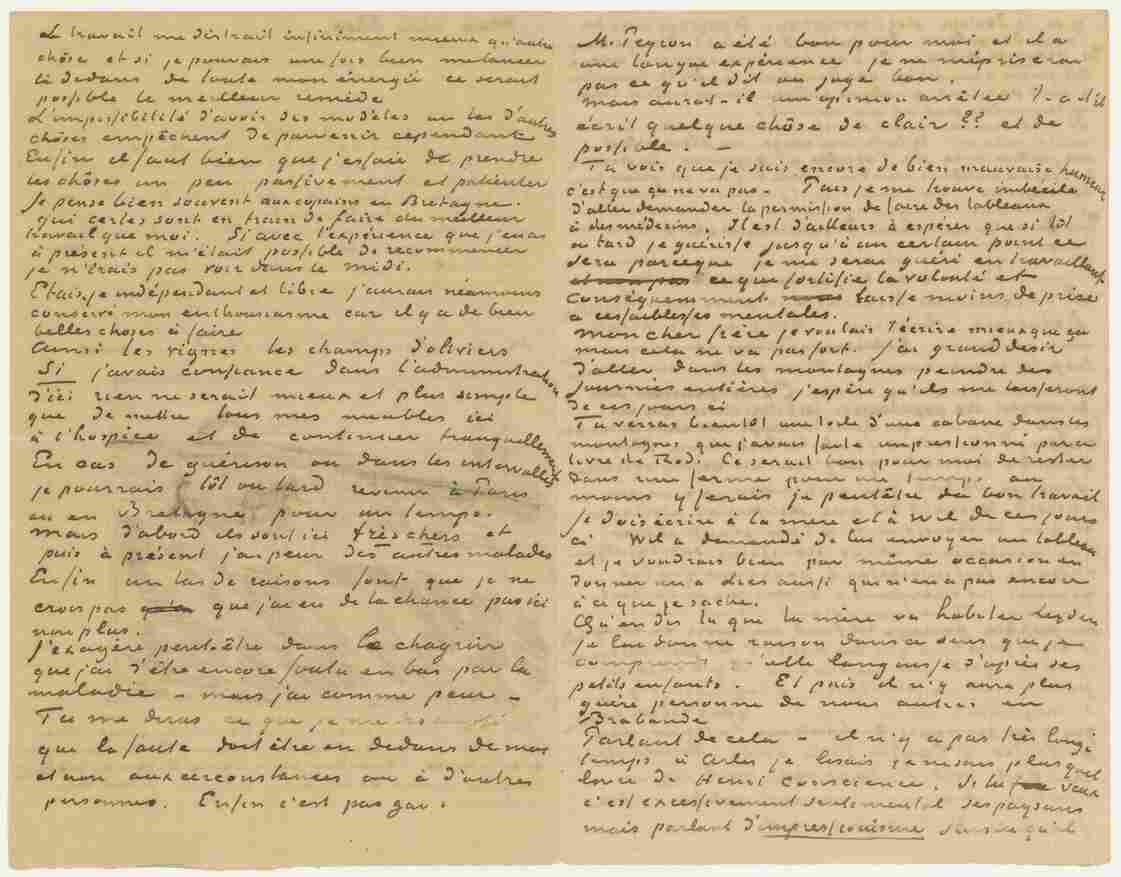 Le travail me distrait infiniment mieux qu'autre
chôse et si je pouvais une fois bien me lancer
là dedans de toute mon énergie ce serait
possible le meilleur remède
L'impossibilité d'avoir des modèles un tas d'autres
chôses empêchent de parvenir cependant
Enfin il faut bien que j'essaie de prendre
les chôses un peu passivement et patienter
Je pense bien souvent aux copains en Bretagne.
qui certes sont en train de faire du meilleur
travail que moi. Si avec l'expérience que j'en ai
à présent il m'était possible de recommencer
je n'irais pas voir dans le midi.
Etais-je indépendant et libre j'aurais néamoins
conservé mon enthousiasme car il y a de bien
belles choses à faire
Ainsi les vignes les champs d'oliviers
Si j'avais confiance dans l'administration
d'ici rien ne serait mieux et plus simple
que de mettre tous mes meubles ici
à l'hospice et de continuer tranquellement
En cas de guérison ou dans les intervalles
je pourrais tôt ou tard revenir à Paris
ou en Bretagne pour un temps.
Mais d'abord ils sont ici très chers et
puis à présent j'ai peur des autres malades
Enfin un tas de raisons font que je ne
crois pas que j'ai eu de la chance pas ici
non plus.
J'exagère peut-être dans le chagrin
que j'ai d'être encore foutu en bas par la
maladie – mais j'ai comme peur –
Tu me diras ce que je me
que la faute doit être en dedans de moi
et non aux circonstances ou à d'autres
personnes. Enfin c'est pas gai.
M. Peyron a été bon pour moi et il a
une longue expérience je ne mépriserai
pas ce qu'il dit ou juge bon.
Mais aura-t-il une opinion arrêtée t-a-t-il
écrit quelque chôse de clair ?? et de
possible. –
Tu vois que je suis encore de bien mauvaise humeur
c'est que ça ne va pas. Puis je me trouve imbécile
d'aller demander la permission de faire des tableaux
à des médecins. Il est d'ailleurs à espérer que si tôt
ou tard je guérisse jusqu'à un certain point ce
sera parceque je me serai guéri en travaillant
et non pas ce que fortifie la volonté et
conséquemment laisse moins de prise
à ces faiblesses mentales.
Mon cher frère je voulais t'écrire mieux que ça
mais cela ne va pas fort. J'ai grand désir
d'aller dans les montagnes peindre des
journées entières j'espère qu'ils me laisseront
de ces jours ci
Tu verras bientôt une toile d'une cabane dans les
montagnes que j'avais faite impressionné par ce
livre de Rod. Ce serait bon pour moi de rester
dans une ferme pour un temps au
moins y ferais je peutêtre du bon travail
Je dois écrire à la mère et à Wil de ces jours
ci Wil a demandé de lui envoyer un tableau
et je voudrais bien par même occasion en
donner un à Lies aussi qui n'en a pas encore
à ce que je sache.
Qu'en dis tu que la mère va habiter Leyden
je lui donne raison dans ce sens que je
comprends qu'elle languisse d'après ses
petits enfants. Et puis il n'y aura plus
guère personne de nous autres en
Brabande
Parlant de cela – il n'y a pas très long
temps à Arles je lisais je ne sais plus quel
livre de Henri Conscience. Si tu veux
c'est excessivement sentimental ses paysans
mais parlant d'impressionisme sais tu qu'il